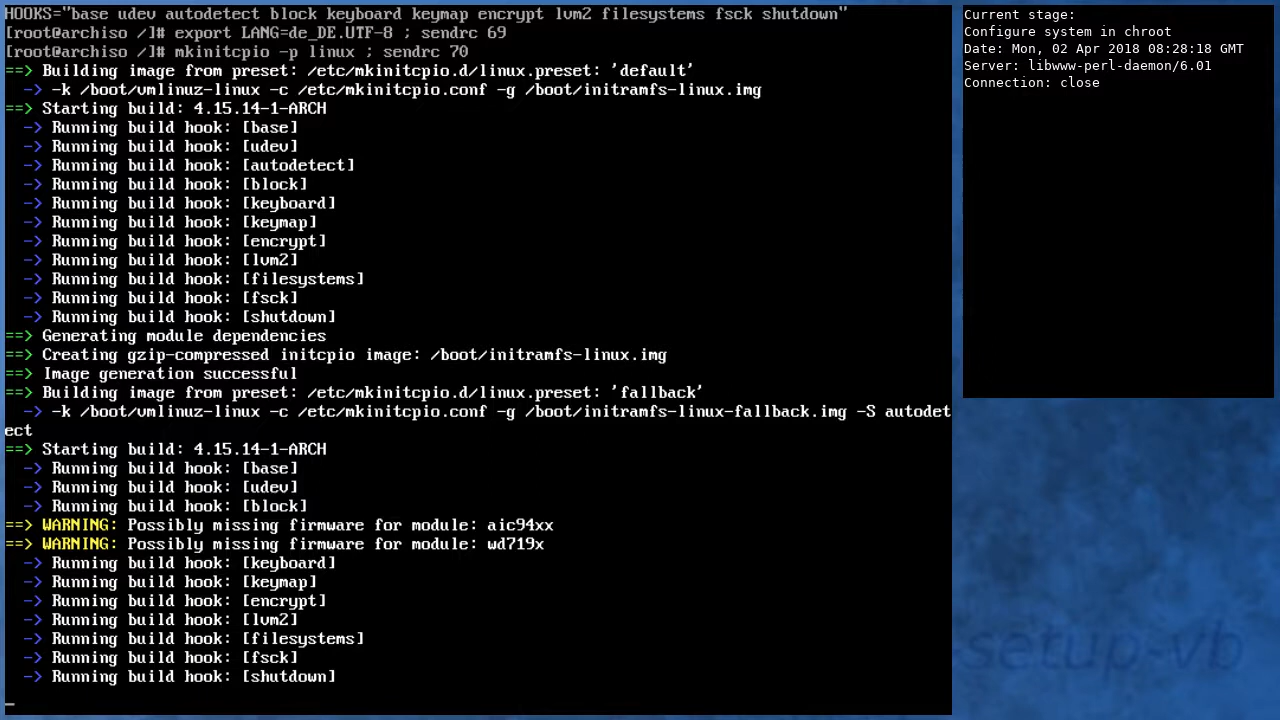 HOOKS="base udev autodetect block keyboard keymap encrypt lvm2 filesystems fsck shutdown"
[root@archiso /]# export LANG=de_DE.UTF-8 ; sendrc 69
[root@archiso /]# mkinitcpio -p linux ; sendrc 70
==> Building image from preset: /etc/mkinitcpio.d/linux.preset: 'default'
  -> -k /boot/vmlinuz-linux -c /etc/mkinitcpio.conf -g /boot/initramfs-linux.img
==> Starting build: 4.15.14-1-ARCH
  -> Running build hook: [base]
  -> Running build hook: [udev]
  -> Running build hook: [autodetect]
  -> Running build hook: [block]
  -> Running build hook: [keyboard]
  -> Running build hook: [keymap]
  -> Running build hook: [encrypt]
  -> Running build hook: [lvm2]
  -> Running build hook: [filesystems]
  -> Running build hook: [fsck]
  -> Running build hook: [shutdown]
==> Generating module dependencies
==> Creating gzip-compressed initcpio image: /boot/initramfs-linux.img
==> Image generation successful
==> Building image from preset: /etc/mkinitcpio.d/linux.preset: 'fallback'
  -> -k /boot/vmlinuz-linux -c /etc/mkinitcpio.conf -g /boot/initramfs-linux-fallback.img -S autodet
ect
==> Starting build: 4.15.14-1-ARCH
  -> Running build hook: [base]
  -> Running build hook: [udev]
  -> Running build hook: [block]
==> WARNING: Possibly missing firmware for module: aic94xx
==> WARNING: Possibly missing firmware for module: wd719x
  -> Running build hook: [keyboard]
  -> Running build hook: [keymap]
  -> Running build hook: [encrypt]
  -> Running build hook: [lvm2]
  -> Running build hook: [filesystems]
  -> Running build hook: [fsck]
  -> Running build hook: [shutdown]
Current stage:
Configure system in chroot
Date: Mon, 02 Apr 2018 08:28:18 GMT
Server: libwww-perl-daemon/6.01
Connection: close
setup-vb